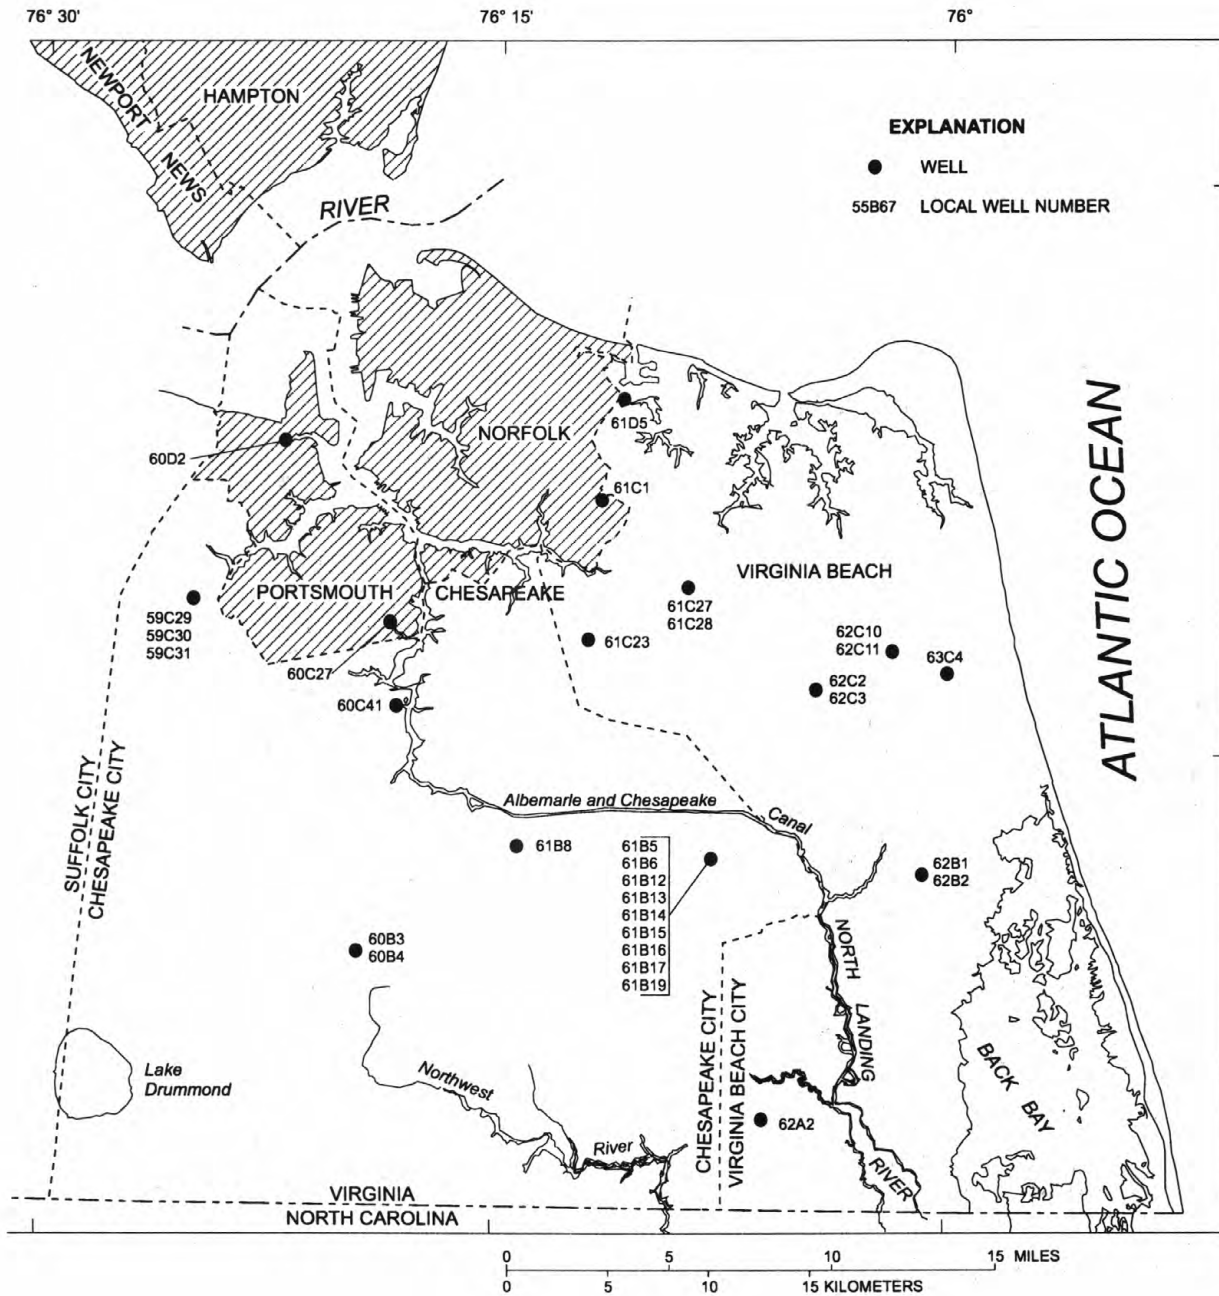 76° 30'
76° 15'
76°
NEWPORT
NEWS
HAMPTON
EXPLANATION
WELL
55B67 LOCAL WELL NUMBER
RIVER
ATLANTIC OCEAN
NORFOLK
61D5
60D2
61C1
VIRGINIA BEACH
PORTSMOUTH
CHESAPEAKE
59C29
59C30
59C31
61C27
61C28
61C23
62C10
62C11
63C4
60C27
62C2
62C3
60C41
SUFFOLK CITY
CHESAPEAKE CITY
Albemarle and Chesapeake
Canal
61B8
61B5
61B6
61B12
61B13
61B14
61B15
61B16
61B17
61B19
62B1
62B2
60B3
60B4
NORTH
LANDING
RIVER
CHESAPEAKE CITY
VIRGINIA BEACH CITY
BACK BAY
Lake
Drummond
Northwest
River
62A2
VIRGINIA
NORTH CAROLINA
0 5 10 15 MILES
0 5 10 15 KILOMETERS